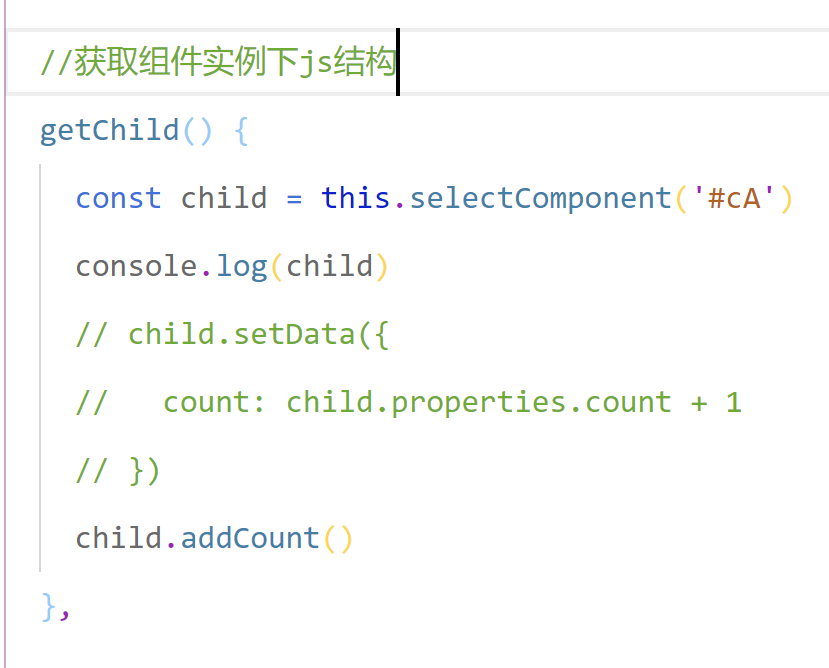 //获取组件实例下js结构
getChild() {
const child = this.selectComponent('#cA')
console.log(child)
// child.setData({
//   count: child.properties.count + 1
// })
child.addCount()
},